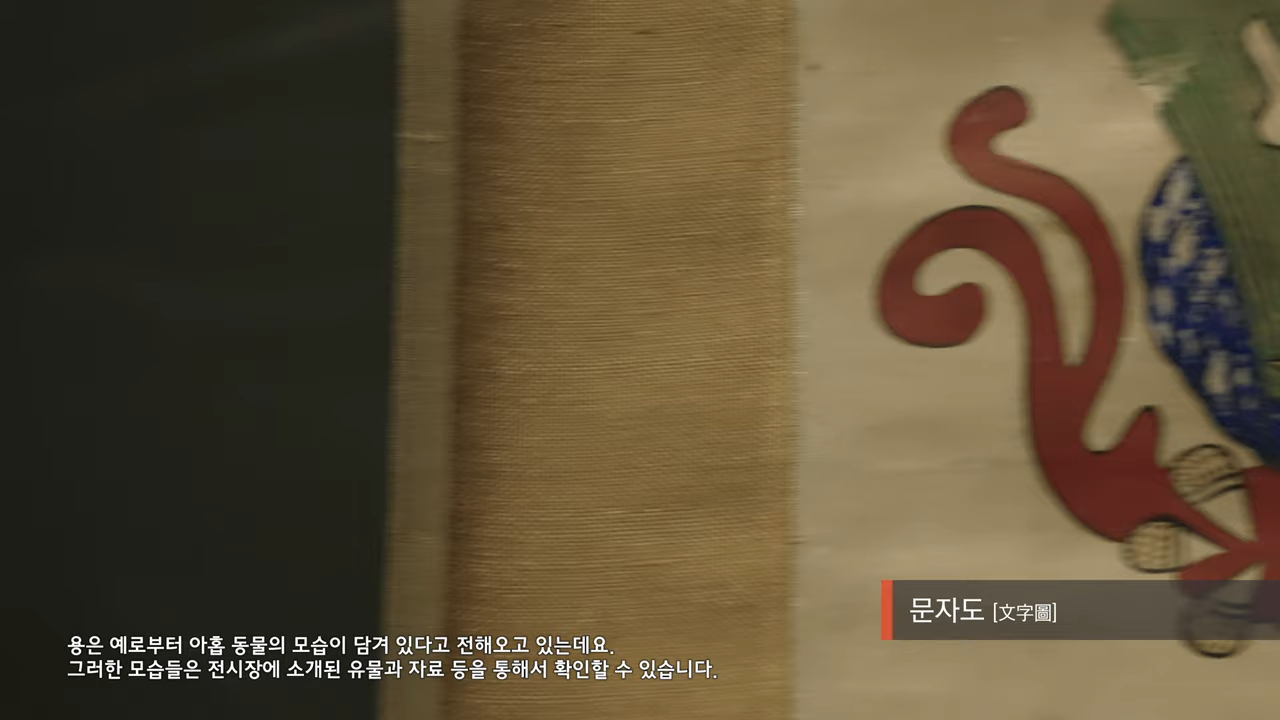 문자도 [文字圖]
용은 예로부터 아홉 동물의 모습이 담겨 있다고 전해오고 있는데요.
그러한 모습들은 전시장에 소개된 유물과 자료 등을 통해서 확인할 수 있습니다.